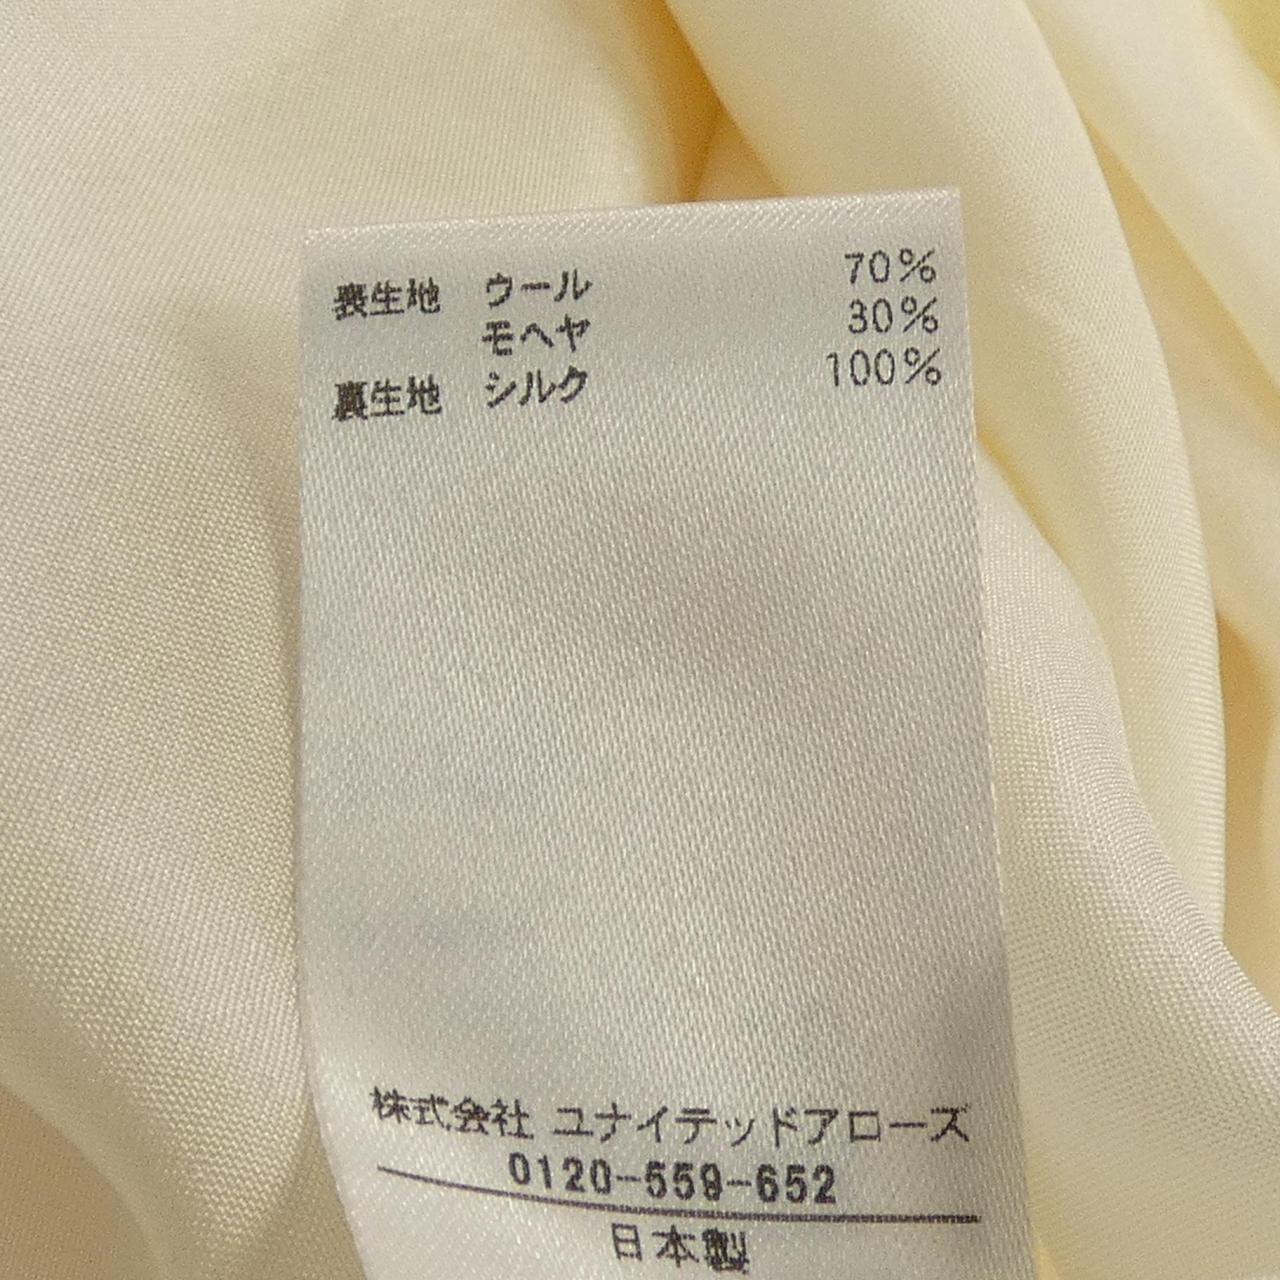 表生地 ウール 70%
モヘヤ 30%
裏生地 シルク 100%
株式会社 ユナイテッドアローズ
0120-559-652
日本製